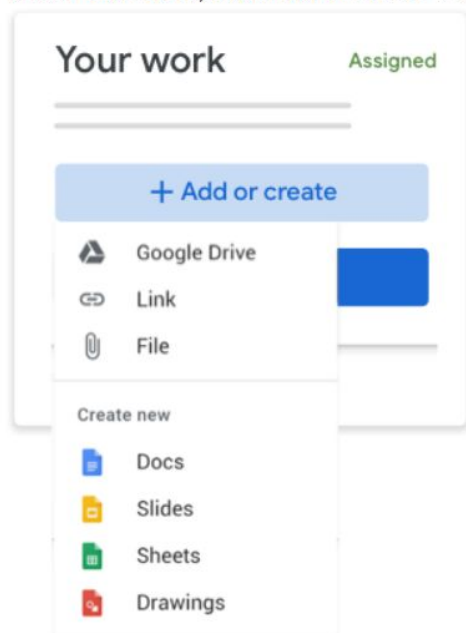 Your work
Assigned
+ Add or create
Google Drive
Link
File
Create new
Docs
Slides
Sheets
Drawings